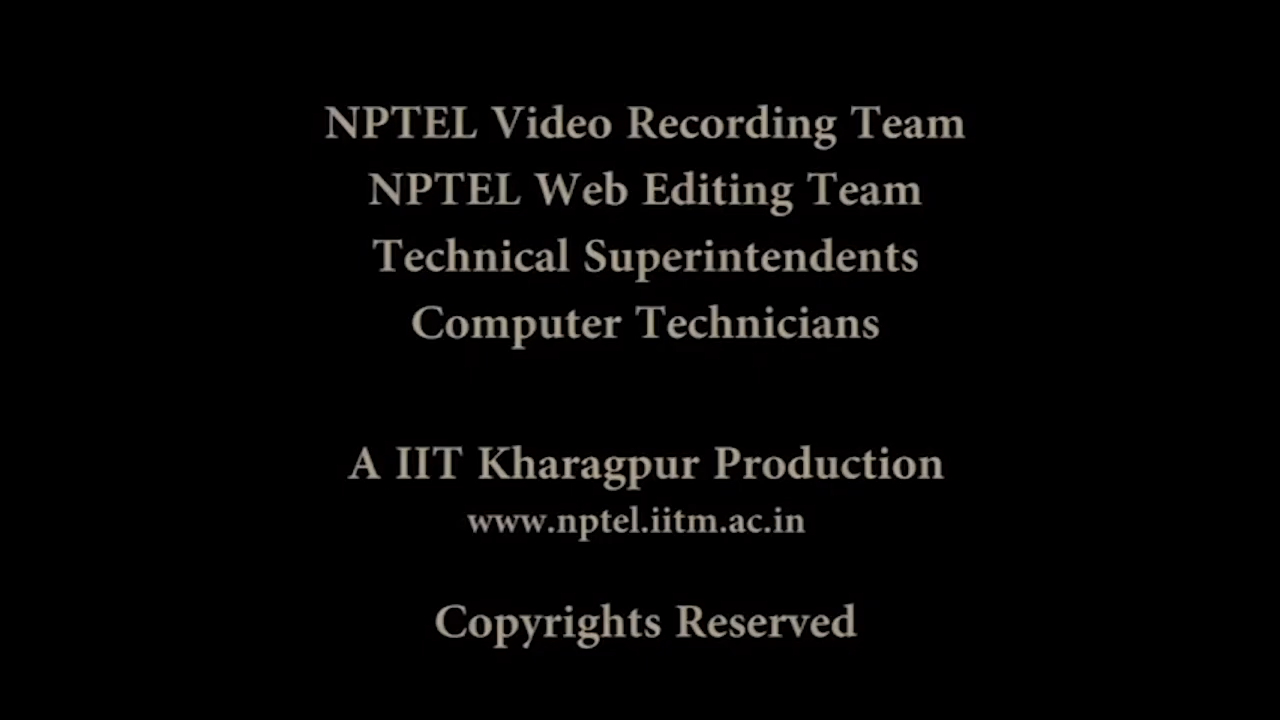 NPTEL Video Recording Team
NPTEL Web Editing Team
Technical Superintendents
Computer Technicians
A IIT Kharagpur Production
www.nptel.iitm.ac.in
Copyrights Reserved